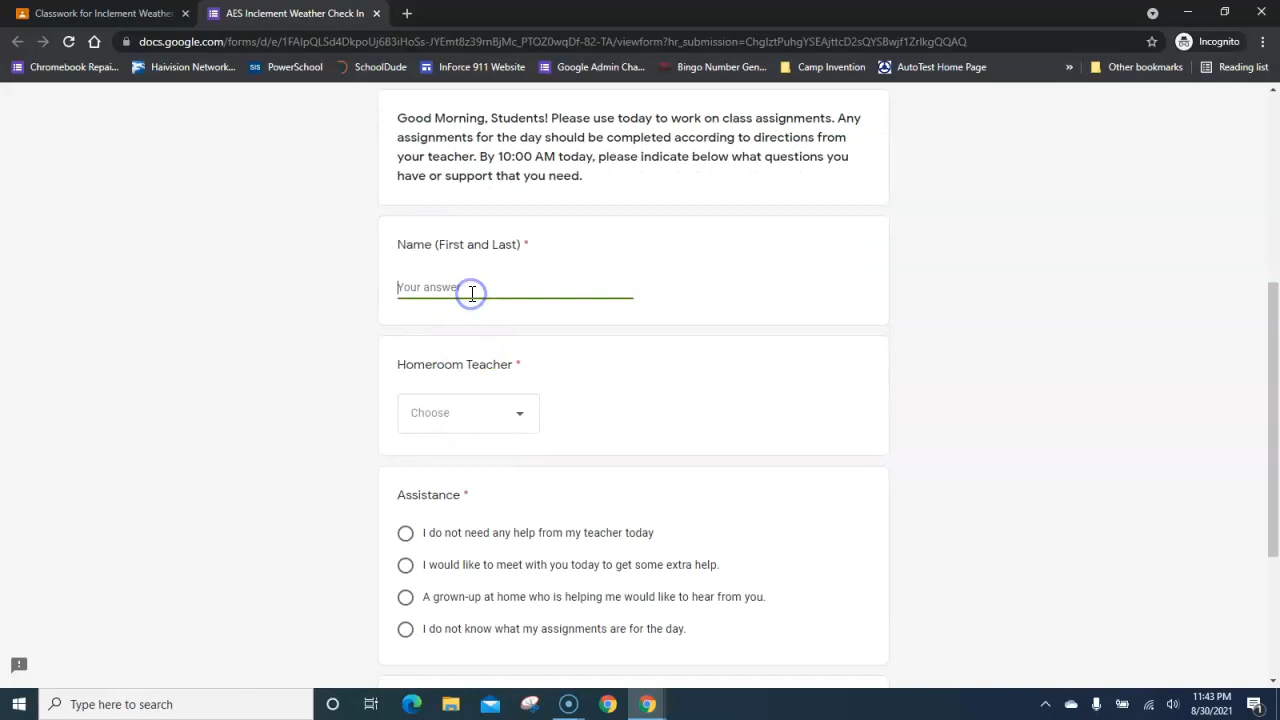 Classwork for Inclement Weathe
AES Inclement Weather Check In
docs.google.com/forms/d/e/1FAIpQLSd4DkpoUj6B3iHoSs-JYEmt8z39mBjMc_PTOZ0wqDf-82-TA/viewform?hr_submission=ChgIztPuhgYSEAjttcD2sQYSBwjf1ZrIkgQQAQ
Incognito
Chromebook Repai...
Haivision Network...
SIS
PowerSchool
SchoolDude
InForce 911 Website
Google Admin Cha...
Bingo Number Gen...
Camp Invention
AutoTest Home Page
»
Other bookmarks
Reading list
Good Morning, Students! Please use today to work on class assignments. Any
assignments for the day should be completed according to directions from
your teacher. By 10:00 AM today, please indicate below what questions you
have or support that you need.
Name (First and Last) *
Your answer
Homeroom Teacher *
Choose
Assistance *
I do not need any help from my teacher today
I would like to meet with you today to get some extra help.
A grown-up at home who is helping me would like to hear from you.
I do not know what my assignments are for the day.
Type here to search
11:43 PM
8/30/2021